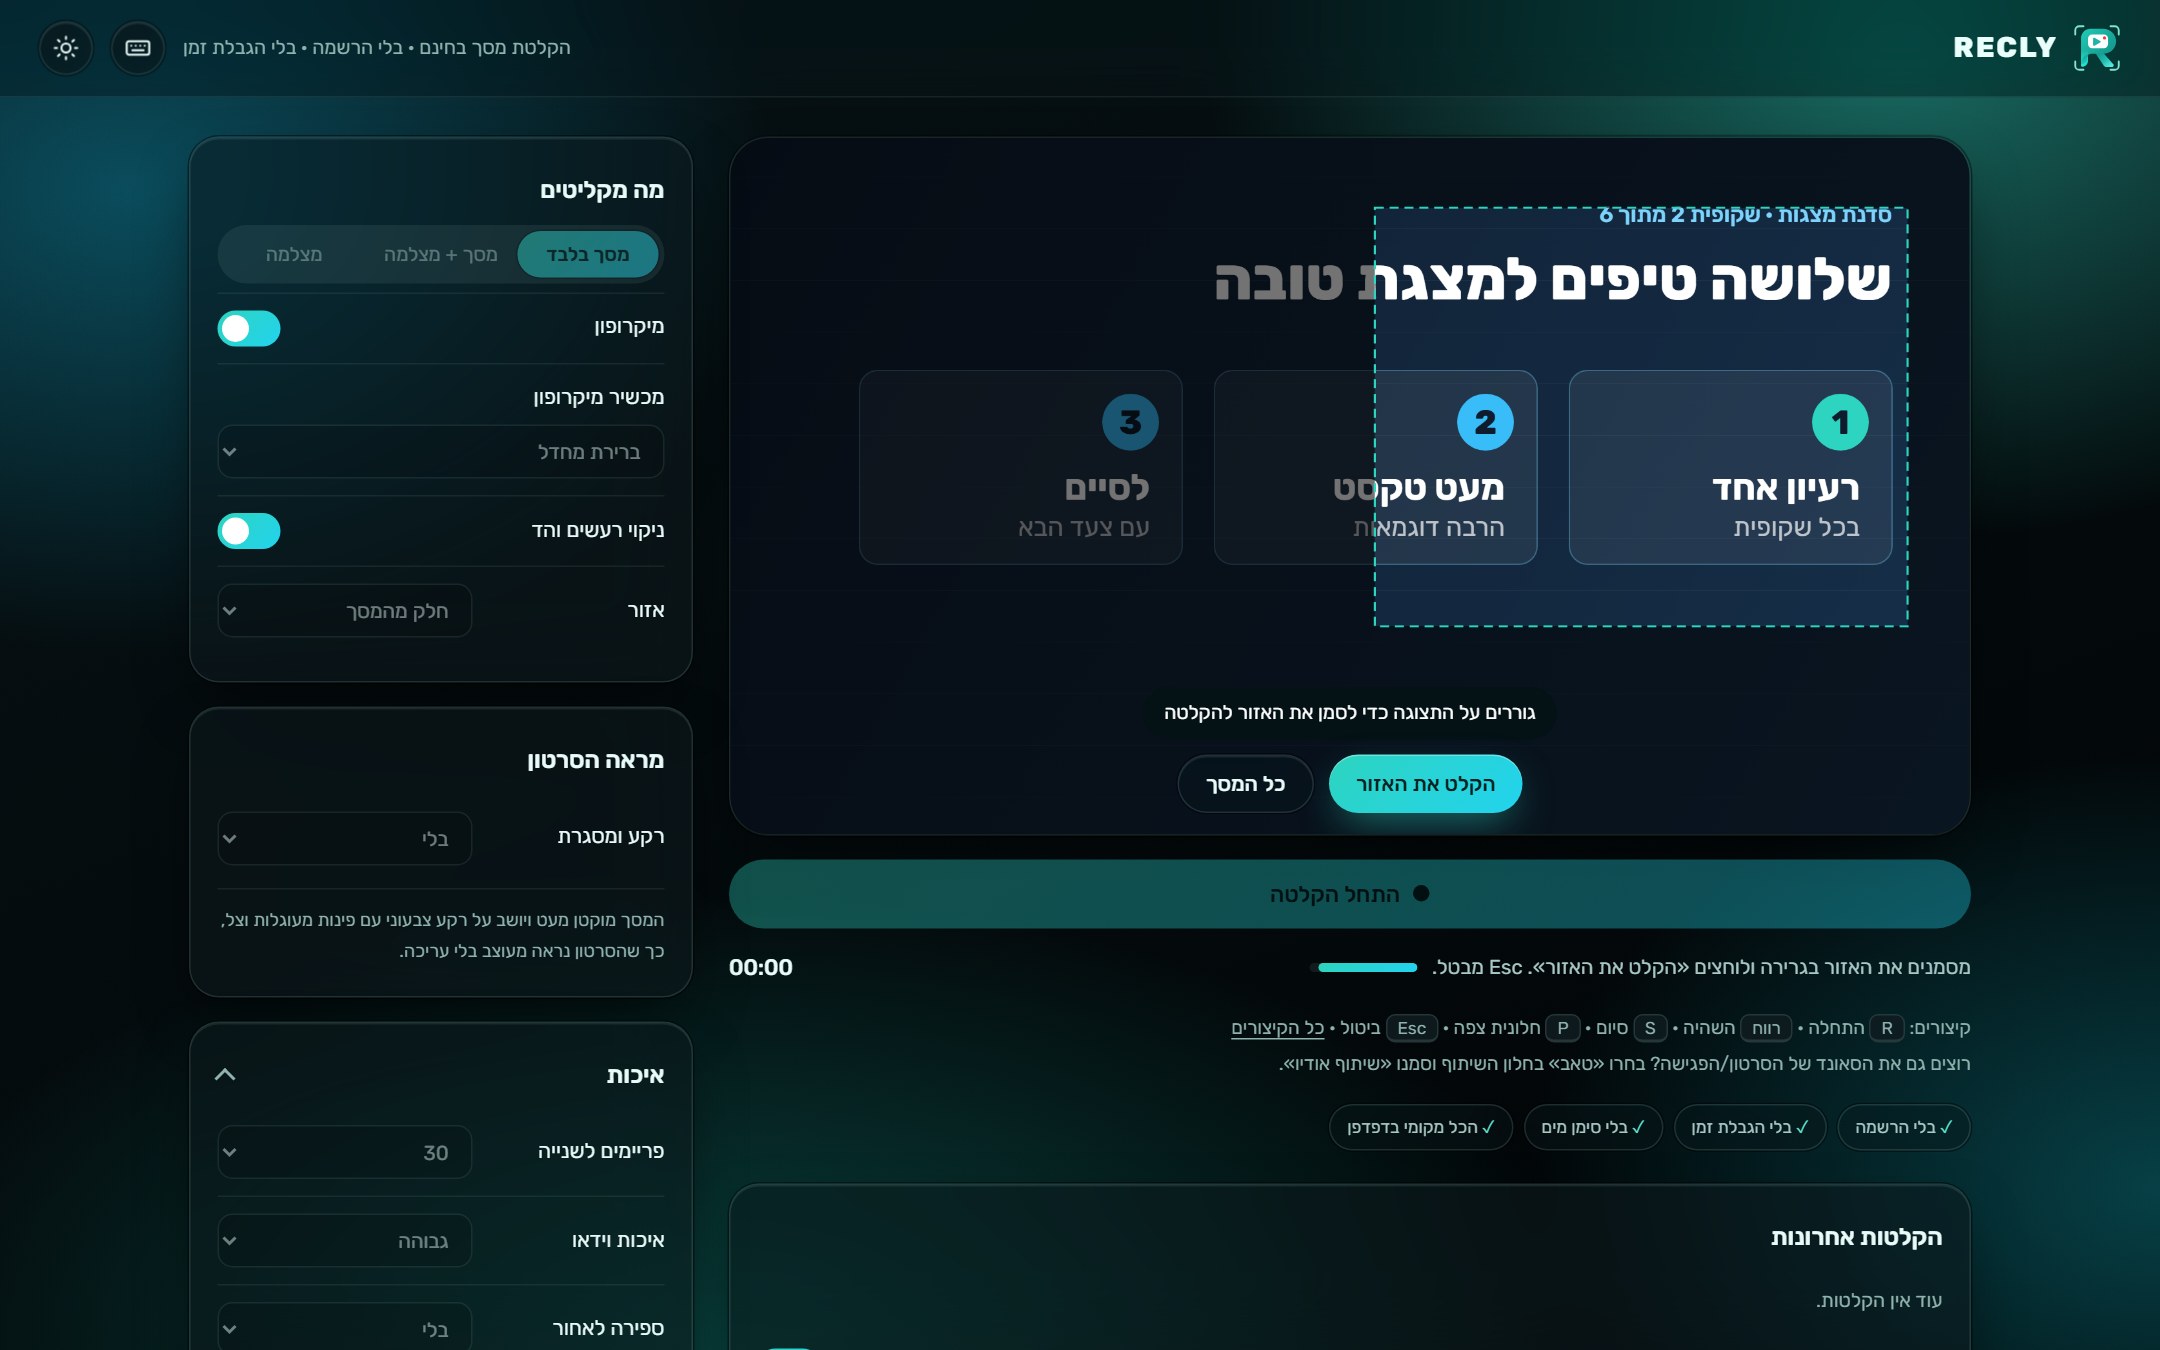 RECLY
הקלטת מסך בחינם • בלי הרשמה • בלי הגבלת זמן
סדנת מצגות • שקופית 2 מתוך 6
שלושה טיפים למצגת טובה
1
רעיון אחד
בכל שקופית
2
מעט טקסט
הרבה דוגמאות
3
לסיים
עם צעד הבא
גוררים על התצוגה כדי לסמן את האזור להקלטה
הקלט את האזור
כל המסך
התחל הקלטה
מסמנים את האזור בגרירה ולוחצים «הקלט את האזור». Esc מבטל.
00:00
קיצורים: R התחלה • רווח השהיה • S סיום • P חלונית צפה • Esc ביטול • כל הקיצורים
רוצים גם את הסאונד של הסרטון/הפגישה? בחרו «טאב» בחלון השיתוף וסמנו «שיתוף אודיו».
✓ בלי הרשמה
✓ בלי הגבלת זמן
✓ בלי סימן מים
✓ הכל מקומי בדפדפן
הקלטות אחרונות
עוד אין הקלטות.
מה מקליטים
מסך בלבד
מסך + מצלמה
מצלמה
מיקרופון
מכשיר מיקרופון
ברירת מחדל
ניקוי רעשים והד
אזור
חלק מהמסך
מראה הסרטון
רקע ומסגרת
בלי
המסך מוקטן מעט ויושב על רקע צבעוני עם פינות מעוגלות וצל,
כך שהסרטון נראה מעוצב בלי עריכה.
איכות
פריימים לשנייה
30
איכות וידאו
גבוהה
ספירה לאחור
בלי